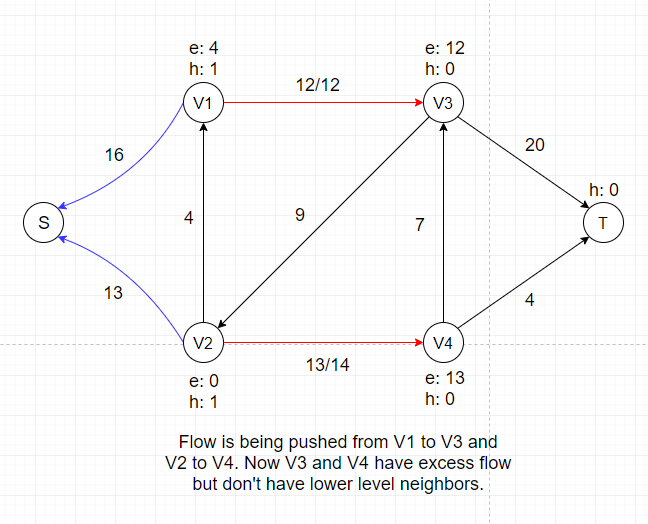 e: 4
h: 1
e: 12
h: 0
12/12
V1
V3
16
20
h: 0
S
4
9
7
T
13
4
V2
V4
13/14
e: 0
h: 1
e: 13
h: 0
Flow is being pushed from V1 to V3 and
V2 to V4. Now V3 and V4 have excess flow
but don't have lower level neighbors.